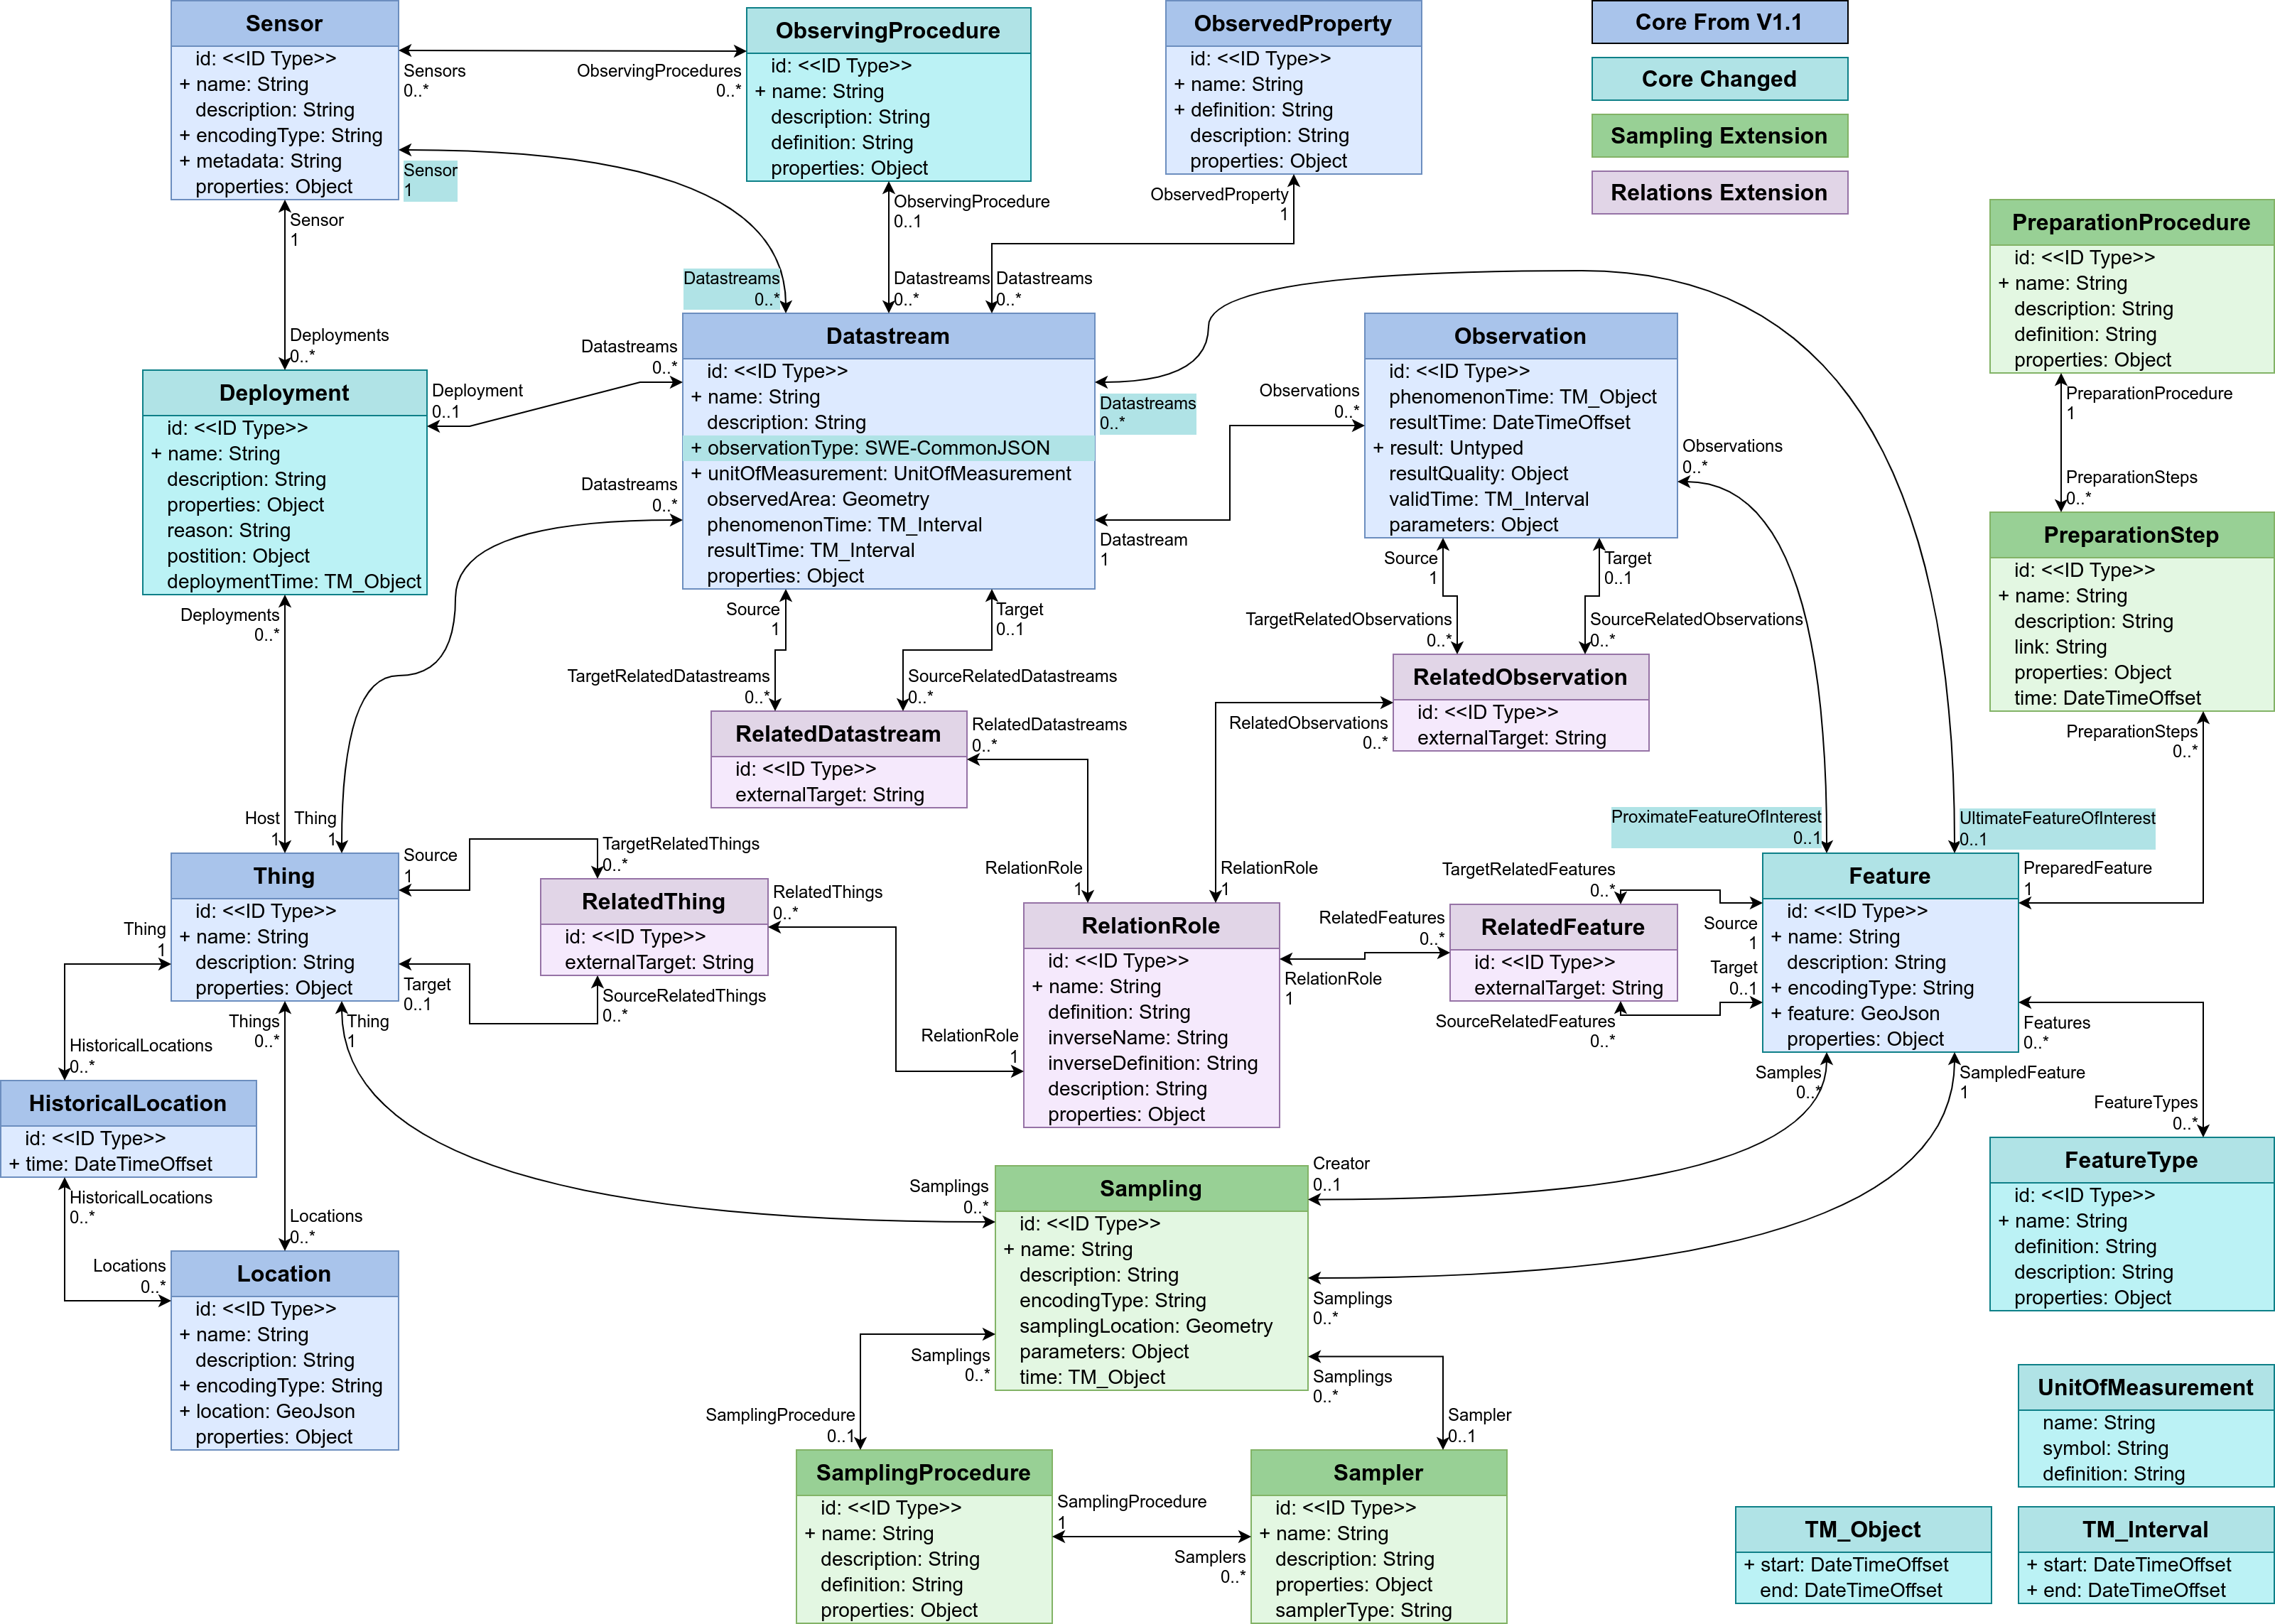 Sensor
id: <<ID Type>>
+ name: String
description: String
+ encodingType: String
+ metadata: String
properties: Object
Sensors
0..*
ObservingProcedures
0..*
Sensor
1
ObservingProcedure
id: <<ID Type>>
+ name: String
description: String
definition: String
properties: Object
ObservingProcedure
0..1
ObservedProperty
id: <<ID Type>>
+ name: String
+ definition: String
description: String
properties: Object
ObservedProperty
1
Core From V1.1
Core Changed
Sampling Extension
Relations Extension
Sensor
1
Deployments
0..*
Datastreams
0..*
Datastreams
0..*
Datastreams
0..*
PreparationProcedure
id: <<ID Type>>
+ name: String
description: String
definition: String
properties: Object
PreparationProcedure
1
PreparationSteps
0..*
Deployment
id: <<ID Type>>
+ name: String
description: String
properties: Object
reason: String
postition: Object
deploymentTime: TM_Object
Deployment
0..1
Datastreams
0..*
Datastreams
0..*
Datastream
id: <<ID Type>>
+ name: String
description: String
+ observationType: SWE-CommonJSON
+ unitOfMeasurement: UnitOfMeasurement
observedArea: Geometry
phenomenonTime: TM_Interval
resultTime: TM_Interval
properties: Object
Datastreams
0..*
Datastream
1
Observations
0..*
Observation
id: <<ID Type>>
phenomenonTime: TM_Object
resultTime: DateTimeOffset
+ result: Untyped
resultQuality: Object
validTime: TM_Interval
parameters: Object
Observations
0..*
PreparationStep
id: <<ID Type>>
+ name: String
description: String
link: String
properties: Object
time: DateTimeOffset
PreparationSteps
0..*
Deployments
0..*
Source
1
Target
0..1
TargetRelatedDatastreams
0..*
SourceRelatedDatastreams
0..*
RelatedDatastream
id: <<ID Type>>
externalTarget: String
RelatedDatastreams
0..*
Source
1
Target
0..1
TargetRelatedObservations
0..*
SourceRelatedObservations
0..*
RelatedObservation
id: <<ID Type>>
externalTarget: String
RelatedObservations
0..*
Host
1
Thing
1
Thing
id: <<ID Type>>
+ name: String
description: String
properties: Object
Source
1
Target
0..1
TargetRelatedThings
0..*
RelatedThing
id: <<ID Type>>
externalTarget: String
RelatedThings
0..*
SourceRelatedThings
0..*
RelationRole
1
RelationRole
1
RelationRole
1
RelationRole
id: <<ID Type>>
+ name: String
definition: String
inverseName: String
inverseDefinition: String
description: String
properties: Object
RelationRole
1
RelatedFeatures
0..*
TargetRelatedFeatures
0..*
RelatedFeature
id: <<ID Type>>
externalTarget: String
SourceRelatedFeatures
0..*
Source
1
Target
0..1
ProximateFeatureOfInterest
0..1
UltimateFeatureOfInterest
0..1
Feature
id: <<ID Type>>
+ name: String
description: String
+ encodingType: String
+ feature: GeoJson
properties: Object
PreparedFeature
1
Features
0..*
FeatureTypes
0..*
FeatureType
id: <<ID Type>>
+ name: String
definition: String
description: String
properties: Object
Thing
1
HistoricalLocations
0..*
Things
0..*
Thing
1
HistoricalLocation
id: <<ID Type>>
+ time: DateTimeOffset
HistoricalLocations
0..*
Locations
0..*
Locations
0..*
Location
id: <<ID Type>>
+ name: String
description: String
+ encodingType: String
+ location: GeoJson
properties: Object
Samples
0..*
SampledFeature
1
Samplings
0..*
Creator
0..1
Sampling
id: <<ID Type>>
+ name: String
description: String
encodingType: String
samplingLocation: Geometry
parameters: Object
time: TM_Object
Samplings
0..*
Samplings
0..*
Samplings
0..*
SamplingProcedure
0..1
Sampler
0..1
SamplingProcedure
id: <<ID Type>>
+ name: String
description: String
definition: String
properties: Object
SamplingProcedure
1
Samplers
0..*
Sampler
id: <<ID Type>>
+ name: String
description: String
properties: Object
samplerType: String
UnitOfMeasurement
name: String
symbol: String
definition: String
TM_Object
+ start: DateTimeOffset
end: DateTimeOffset
TM_Interval
+ start: DateTimeOffset
+ end: DateTimeOffset